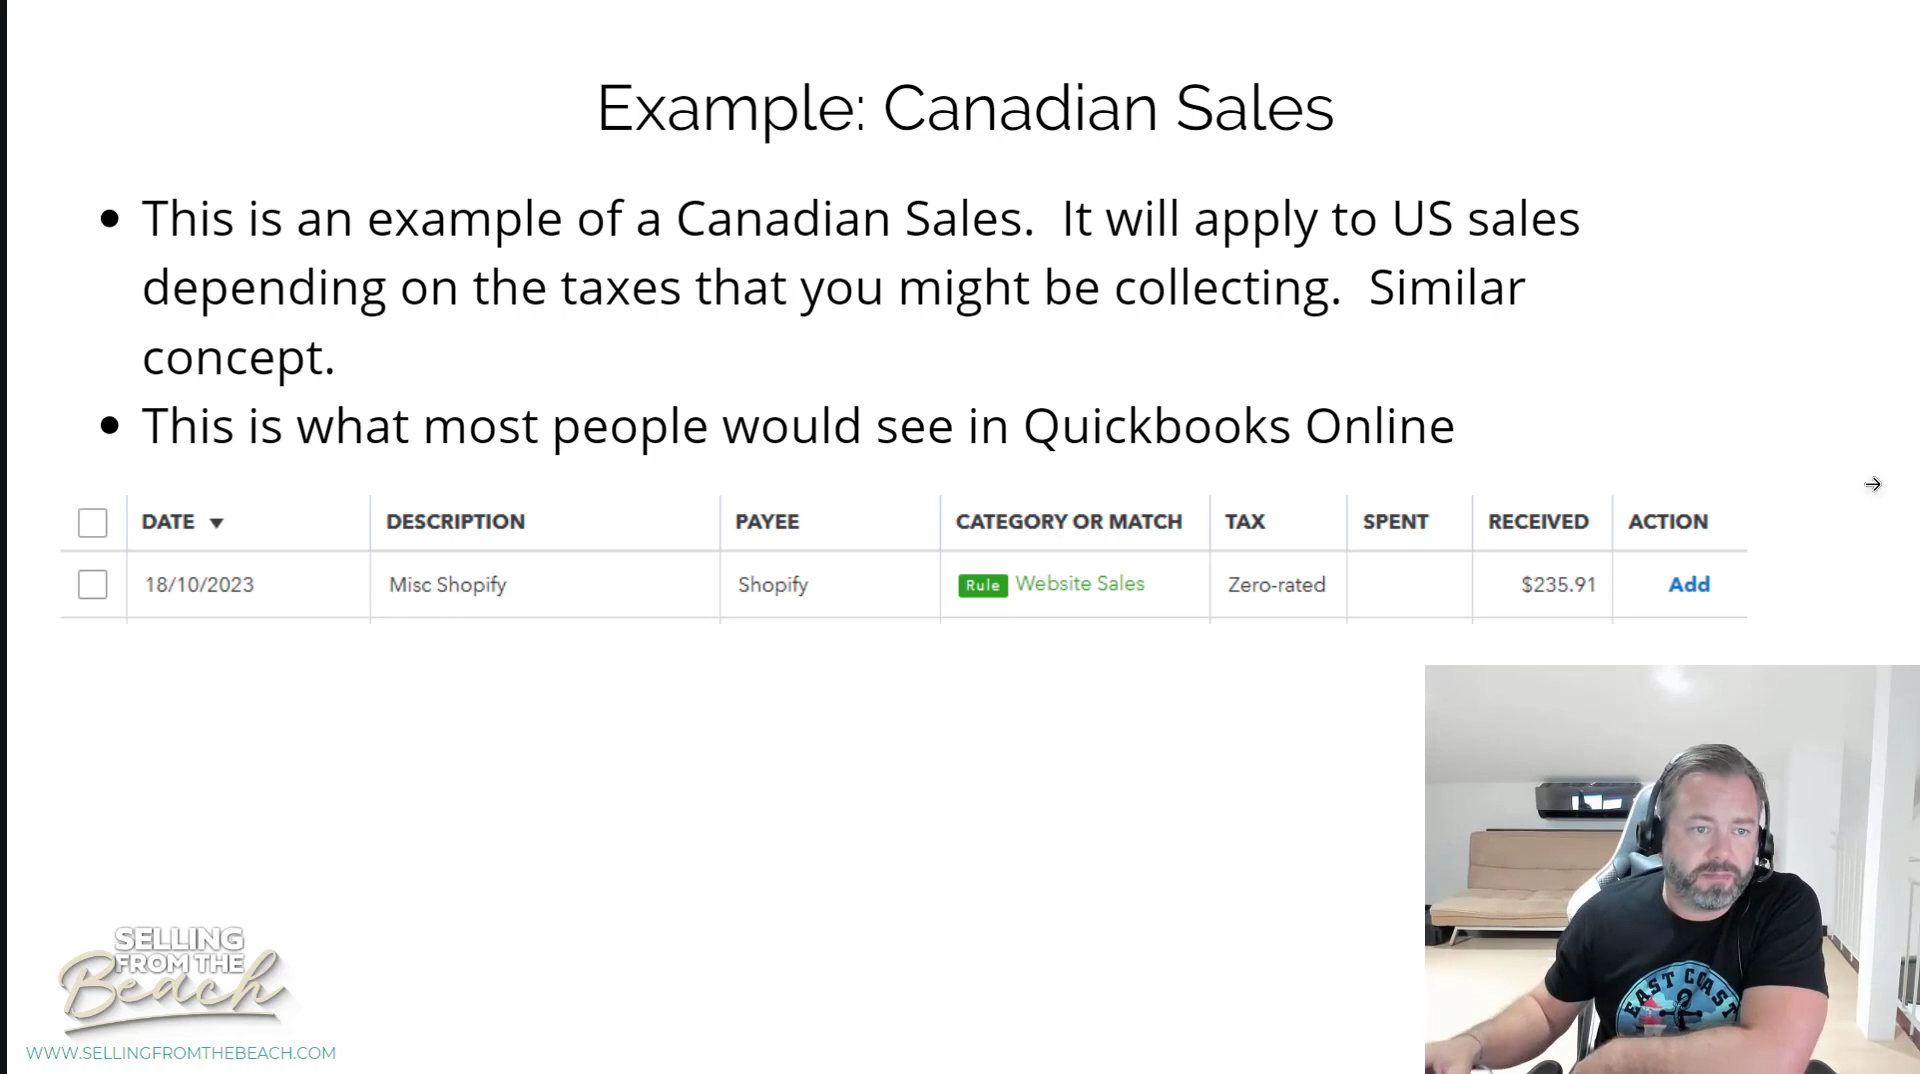 Example: Canadian Sales
• This is an example of a Canadian Sales.  It will apply to US sales
depending on the taxes that you might be collecting.  Similar
concept.
• This is what most people would see in Quickbooks Online
DATE ▼ DESCRIPTION PAYEE CATEGORY OR MATCH TAX SPENT RECEIVED ACTION
18/10/2023 Misc Shopify Shopify Rule Website Sales Zero-rated $235.91 Add
EAST COAST
SELLING
FROM THE
Beach
WWW.SELLINGFROMTHEBEACH.COM